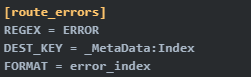 [route_errors]
REGEX = ERROR
DEST_KEY = _MetaData:Index
FORMAT = error_index